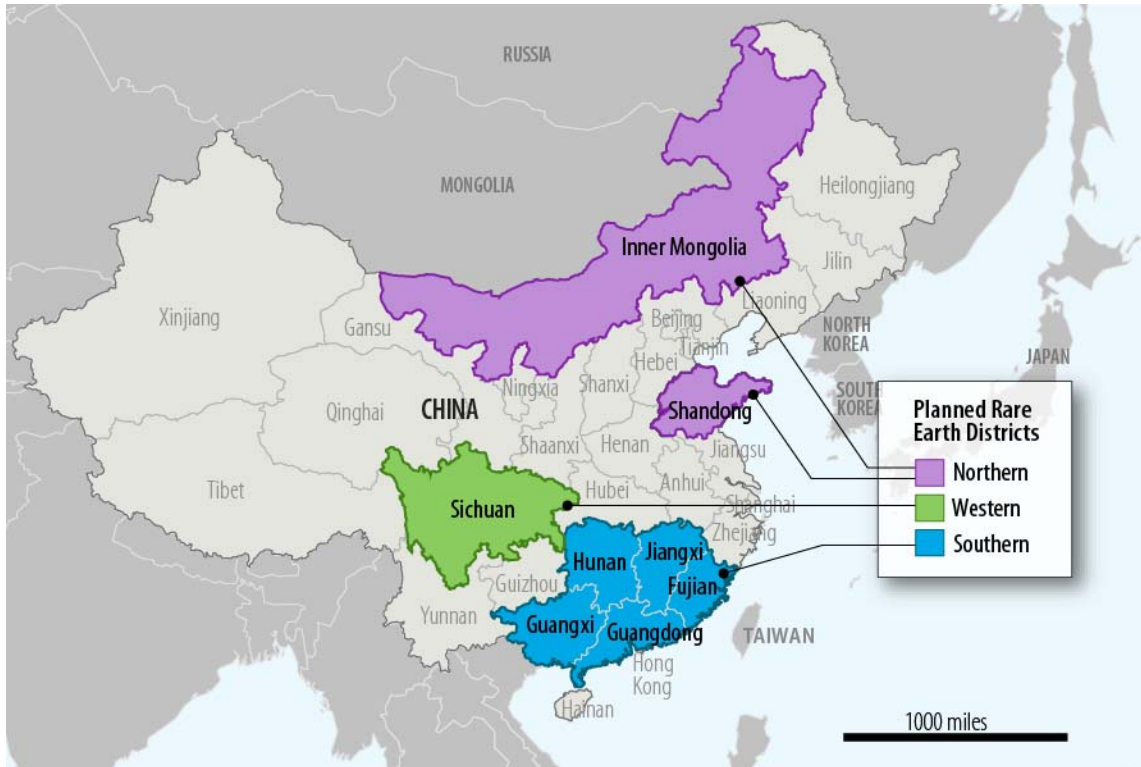 RUSSIA
MONGOLIA
Heilongjiang
Inner Mongolia
Jilin
Xinjiang
Gansu
Liaoning
Beijing
Tianjin
NORTH
KOREA
Hebei
JAPAN
Ningxia
Shanxi
SOUTH
KOREA
Qinghai
CHINA
Shandong
Shaanxi
Henan
Jiangsu
Tibet
Sichuan
Hubei
Anhui
Shanghai
Zhejiang
Hunan
Jiangxi
Guizhou
Fujian
Yunnan
Guangxi
Guangdong
TAIWAN
Hong
Kong
Hainan
Planned Rare
Earth Districts
Northern
Western
Southern
1000 miles